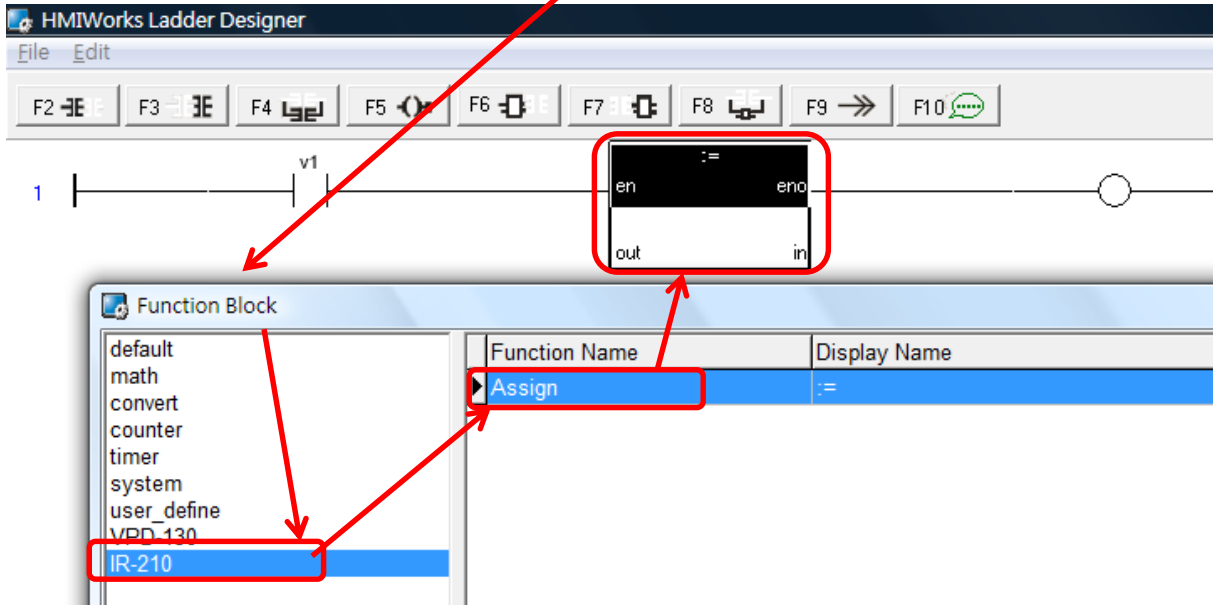 HMIWorks Ladder Designer
File Edit
F2 F3 F4 F5 F6 F7 F8 F9 F10
v1
:=
1
en eno
out in
Function Block
default
math
convert
counter
timer
system
user_define
VPD-130
IR-210
Function Name Display Name
Assign :=